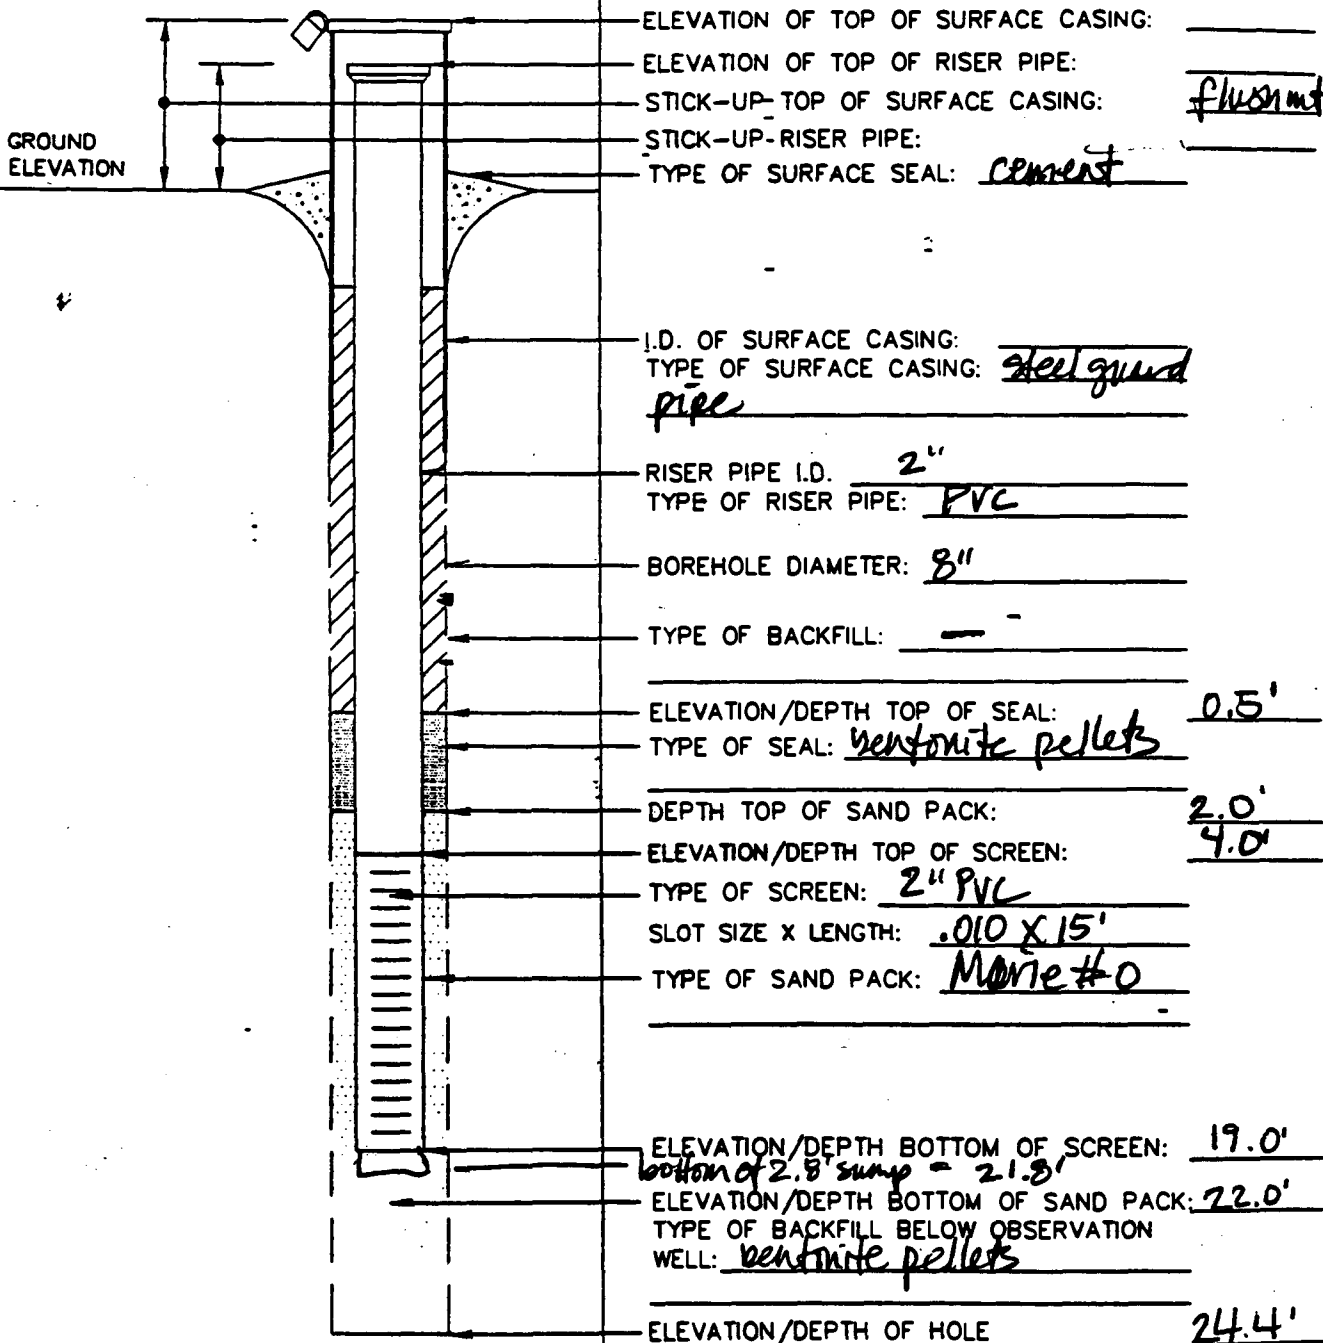 ELEVATION OF TOP OF SURFACE CASING:
ELEVATION OF TOP OF RISER PIPE:
STICK-UP-TOP OF SURFACE CASING: flush mt
GROUND
ELEVATION
STICK-UP-RISER PIPE:
TYPE OF SURFACE SEAL: cement
I.D. OF SURFACE CASING:
TYPE OF SURFACE CASING: steel guard
pipe
RISER PIPE I.D. 2"
TYPE OF RISER PIPE: PVC
BOREHOLE DIAMETER: 8"
TYPE OF BACKFILL: —
ELEVATION/DEPTH TOP OF SEAL: 0.5'
TYPE OF SEAL: bentonite pellets
DEPTH TOP OF SAND PACK: 2.0'
ELEVATION/DEPTH TOP OF SCREEN: 4.0'
TYPE OF SCREEN: 2" PVC
SLOT SIZE X LENGTH: .010 X 15'
TYPE OF SAND PACK: Morie #0
ELEVATION/DEPTH BOTTOM OF SCREEN: 19.0'
bottom of 2.8' sump = 21.8'
ELEVATION/DEPTH BOTTOM OF SAND PACK: 22.0'
TYPE OF BACKFILL BELOW OBSERVATION
WELL: bentonite pellets
ELEVATION/DEPTH OF HOLE 24.4'